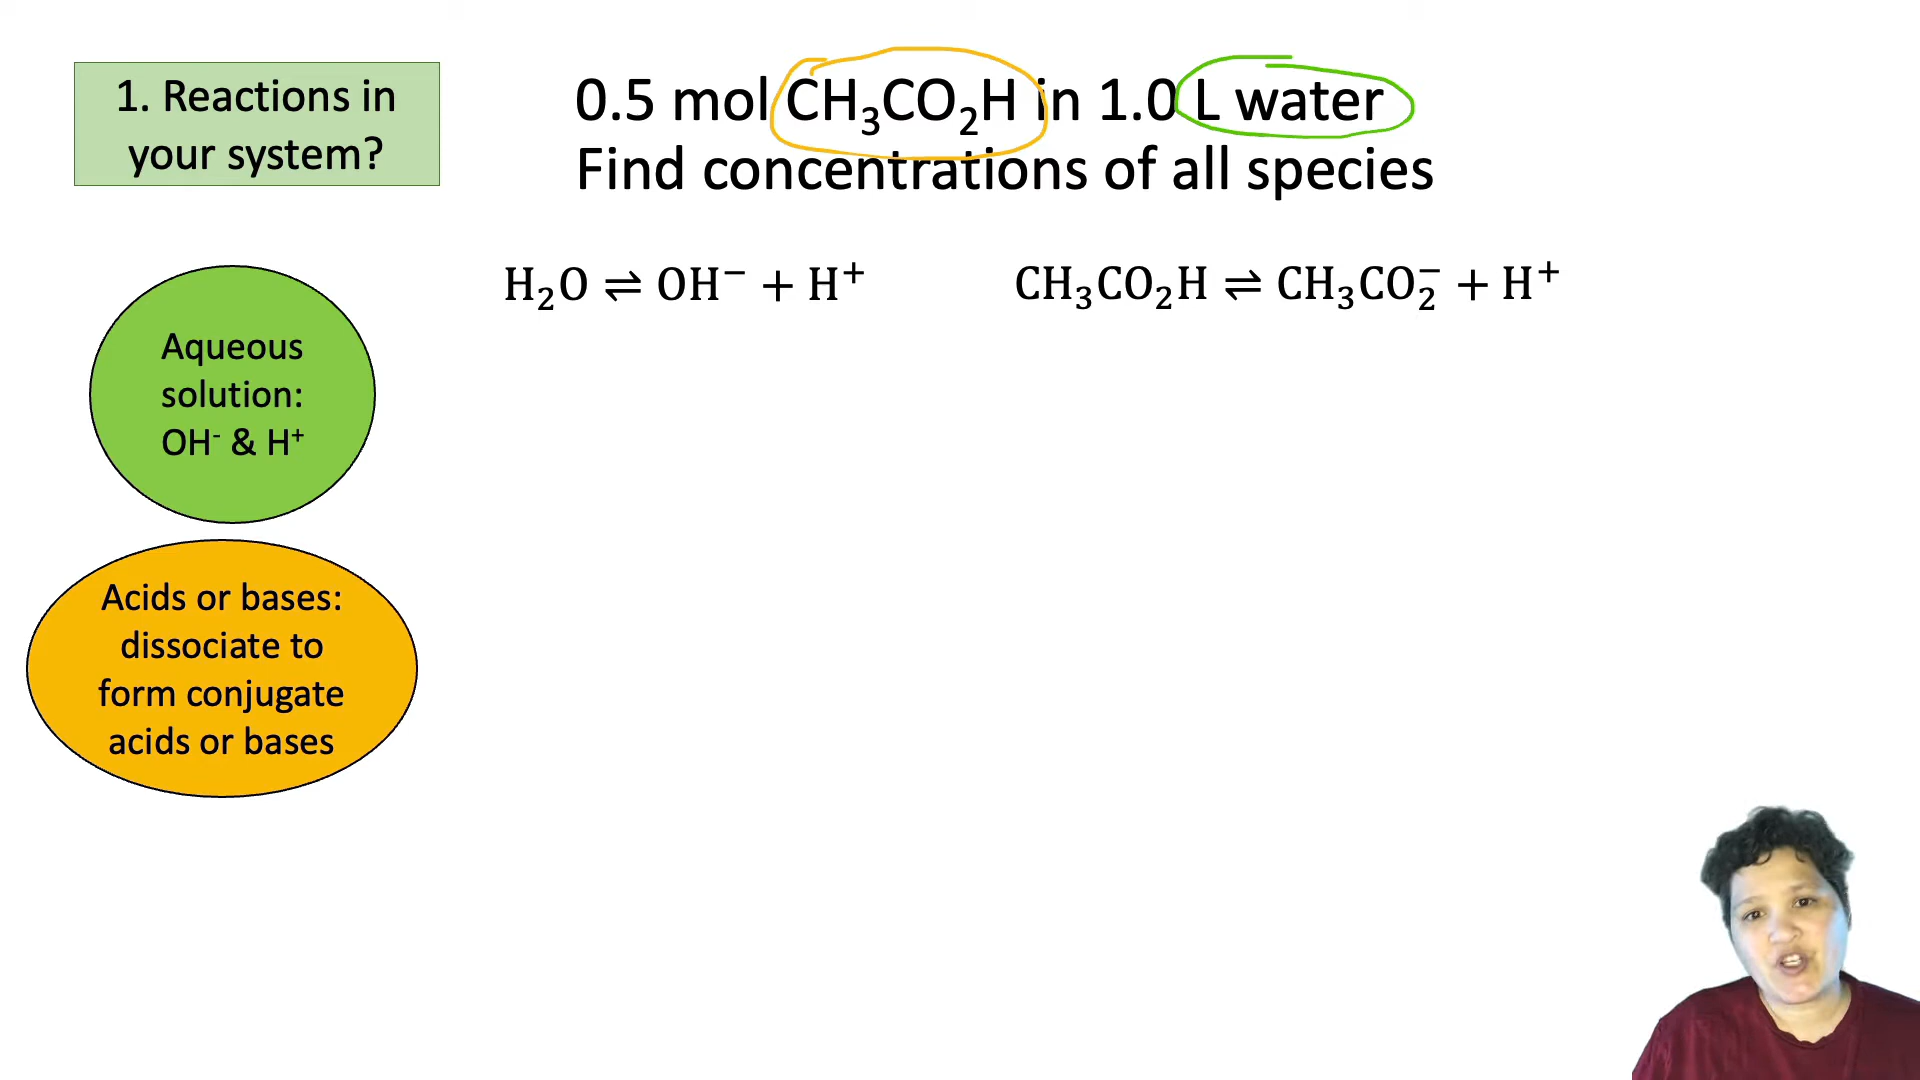 1. Reactions in
your system?
0.5 mol CH₃CO₂H in 1.0 L water
Find concentrations of all species
H₂O ⇌ OH⁻ + H⁺
CH₃CO₂H ⇌ CH₃CO₂⁻ + H⁺
Aqueous
solution:
OH⁻ & H⁺
Acids or bases:
dissociate to
form conjugate
acids or bases